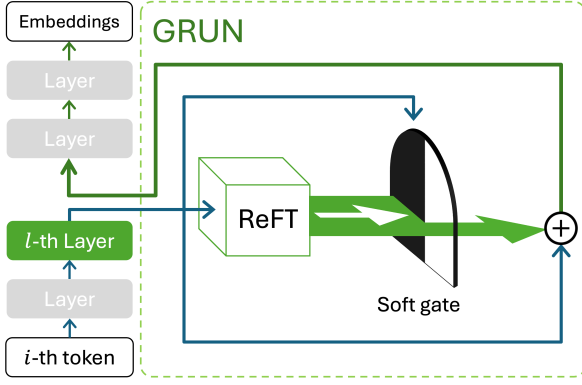 Embeddings
GRUN
Layer
Layer
ReFT
+
l-th Layer
Layer
Soft gate
i-th token